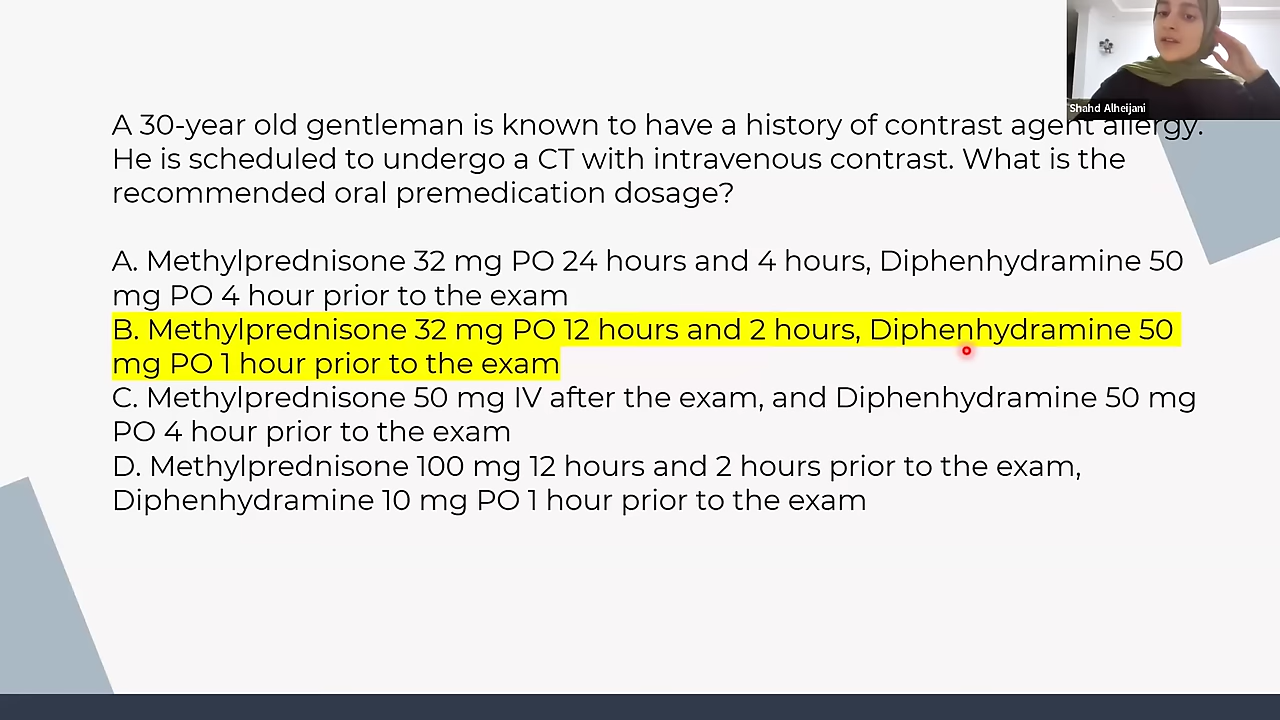 Shahd Alheijani
A 30-year old gentleman is known to have a history of contrast agent allergy.
He is scheduled to undergo a CT with intravenous contrast. What is the
recommended oral premedication dosage?
A. Methylprednisone 32 mg PO 24 hours and 4 hours, Diphenhydramine 50
mg PO 4 hour prior to the exam
B. Methylprednisone 32 mg PO 12 hours and 2 hours, Diphenhydramine 50
mg PO 1 hour prior to the exam
C. Methylprednisone 50 mg IV after the exam, and Diphenhydramine 50 mg
PO 4 hour prior to the exam
D. Methylprednisone 100 mg 12 hours and 2 hours prior to the exam,
Diphenhydramine 10 mg PO 1 hour prior to the exam